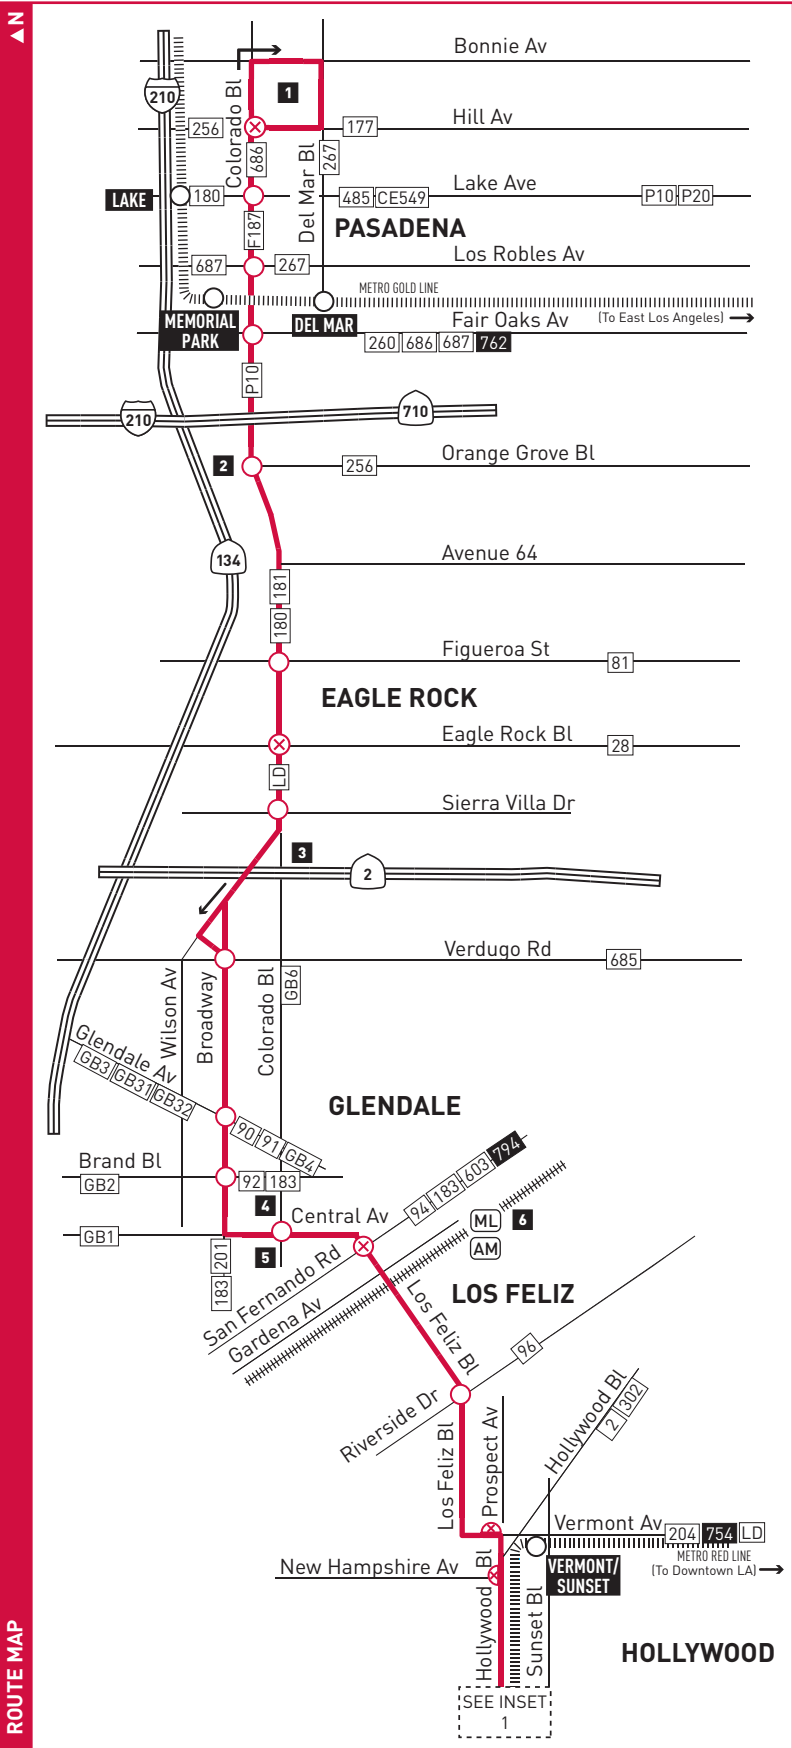 N
ROUTE MAP
Bonnie Av
210
Colorado Bl
1
256
177
Hill Av
686
Del Mar Bl
267
LAKE
180
485
CE549
Lake Ave
P10
P20
F187
PASADENA
687
267
Los Robles Av
METRO GOLD LINE
MEMORIAL
PARK
DEL MAR
Fair Oaks Av
(To East Los Angeles)
260
686
687
762
P10
210
710
2
256
Orange Grove Bl
134
Avenue 64
181
180
Figueroa St
81
EAGLE ROCK
Eagle Rock Bl
28
LD
Sierra Villa Dr
3
2
Verdugo Rd
685
Wilson Av
Broadway
Colorado Bl
GB6
Glendale Av
GB3
GB31
GB32
GLENDALE
90
91
GB4
Brand Bl
GB2
92
183
4
94
183
603
794
Central Av
GB1
5
ML
6
AM
201
183
San Fernando Rd
Gardena Av
LOS FELIZ
Los Feliz Bl
96
Riverside Dr
Los Feliz Bl
Prospect Av
Hollywood Bl
2
302
Vermont Av
204
754
LD
METRO RED LINE
(To Downtown LA)
New Hampshire Av
VERMONT/
SUNSET
Hollywood Bl
Sunset Bl
HOLLYWOOD
SEE INSET
1